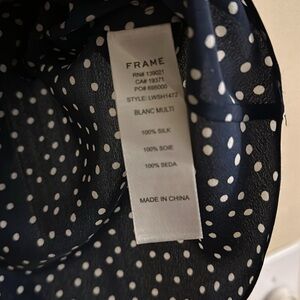 FRAME
RN# 139021
CA# 19371
PO# 695000
STYLE: LWSH1477
BLANC MULTI
100% SILK
100% SOIE
100% SEDA
MADE IN CHINA